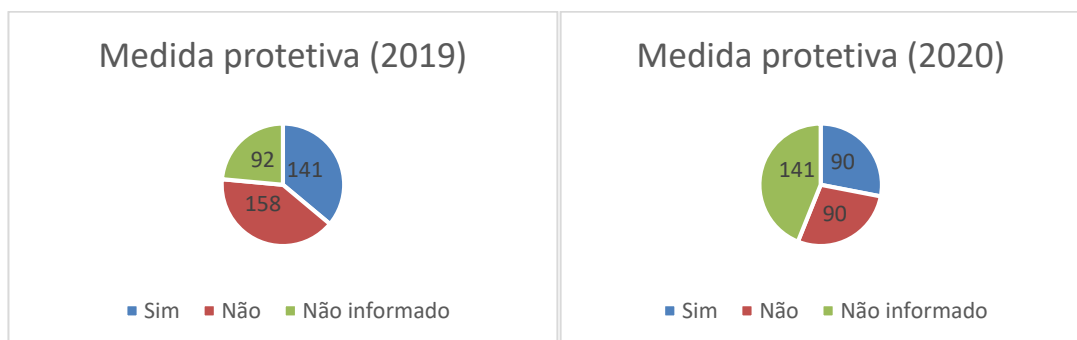 Medida protetiva (2019)
92
141
158
Sim Não Não informado
Medida protetiva (2020)
141
90
90
Sim Não Não informado